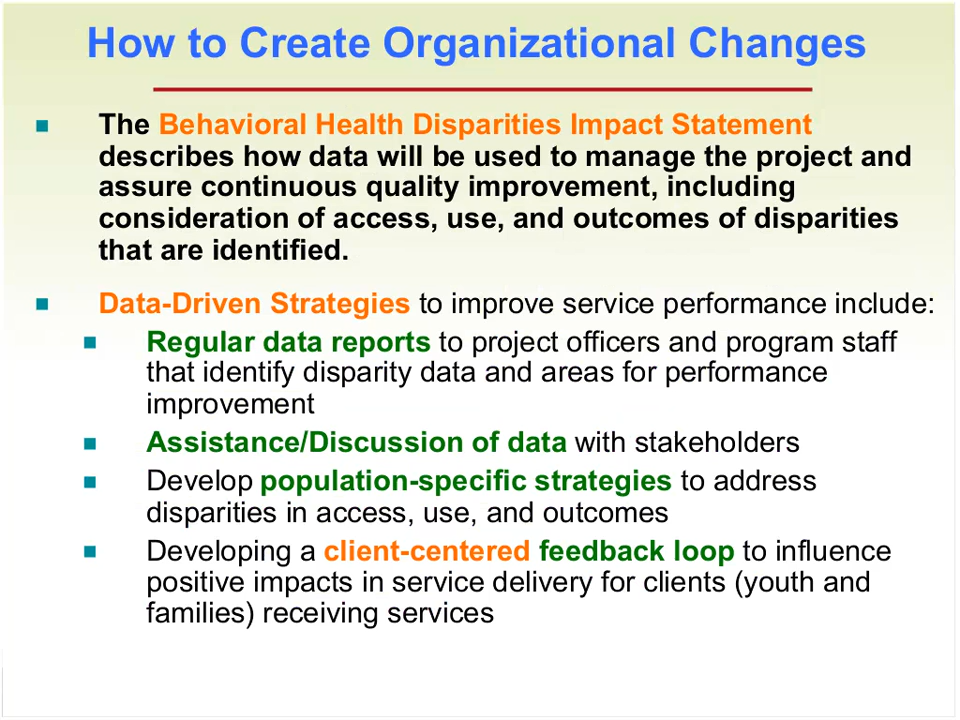 How to Create Organizational Changes
The Behavioral Health Disparities Impact Statement
describes how data will be used to manage the project and
assure continuous quality improvement, including
consideration of access, use, and outcomes of disparities
that are identified.
Data-Driven Strategies to improve service performance include:
Regular data reports to project officers and program staff
that identify disparity data and areas for performance
improvement
Assistance/Discussion of data with stakeholders
Develop population-specific strategies to address
disparities in access, use, and outcomes
Developing a client-centered feedback loop to influence
positive impacts in service delivery for clients (youth and
families) receiving services